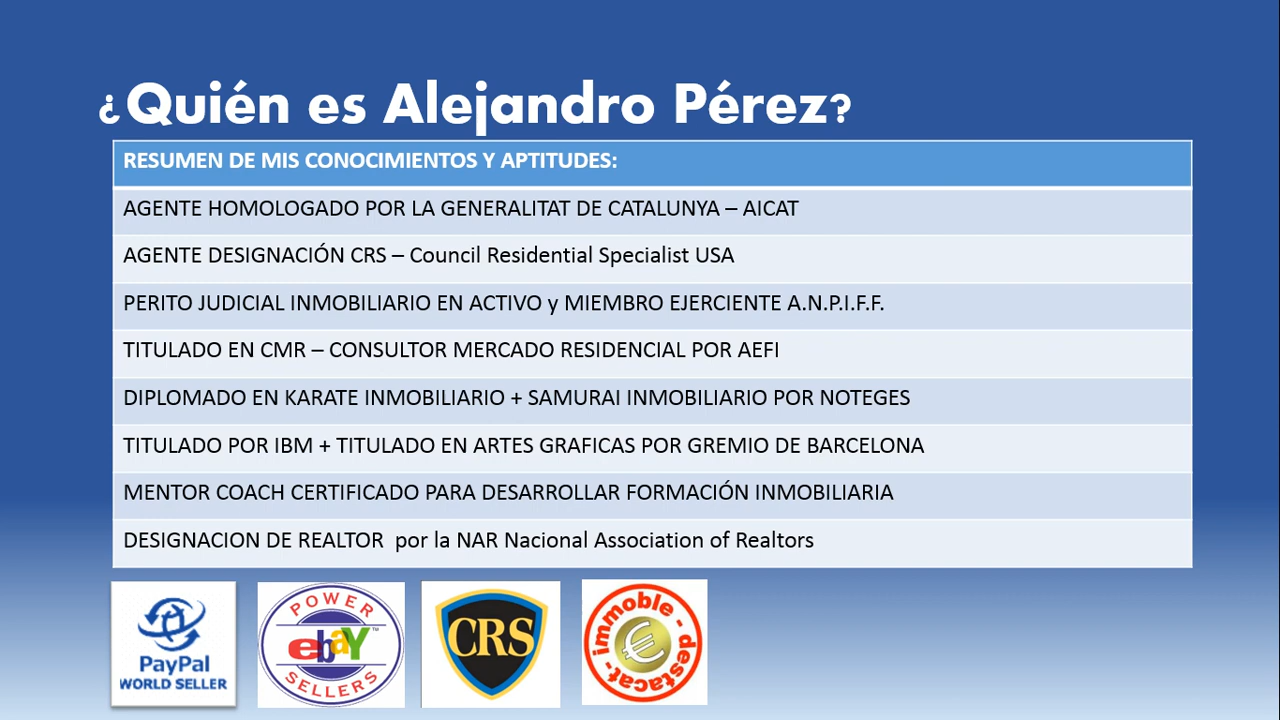 ¿Quién es Alejandro Pérez?
RESUMEN DE MIS CONOCIMIENTOS Y APTITUDES:
AGENTE HOMOLOGADO POR LA GENERALITAT DE CATALUNYA – AICAT
AGENTE DESIGNACIÓN CRS – Council Residential Specialist USA
PERITO JUDICIAL INMOBILIARIO EN ACTIVO y MIEMBRO EJERCIENTE A.N.P.I.F.F.
TITULADO EN CMR – CONSULTOR MERCADO RESIDENCIAL POR AEFI
DIPLOMADO EN KARATE INMOBILIARIO + SAMURAI INMOBILIARIO POR NOTEGES
TITULADO POR IBM + TITULADO EN ARTES GRAFICAS POR GREMIO DE BARCELONA
MENTOR COACH CERTIFICADO PARA DESARROLLAR FORMACIÓN INMOBILIARIA
DESIGNACION DE REALTOR  por la NAR Nacional Association of Realtors
PayPal
WORLD SELLER
POWER
ebaY™
SELLERS
CRS
immoble - destacat -
€